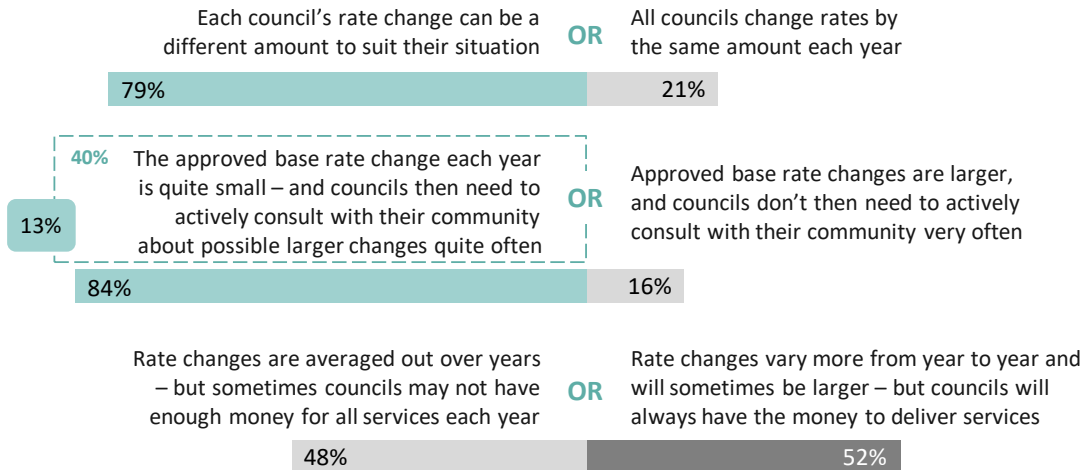 Each council’s rate change can be a
different amount to suit their situation
OR
All councils change rates by
the same amount each year
79%
21%
40%
The approved base rate change each year
is quite small – and councils then need to
actively consult with their community
about possible larger changes quite often
13%
OR
Approved base rate changes are larger,
and councils don’t then need to actively
consult with their community very often
84%
16%
Rate changes are averaged out over years
– but sometimes councils may not have
enough money for all services each year
OR
Rate changes vary more from year to year and
will sometimes be larger – but councils will
always have the money to deliver services
48%
52%